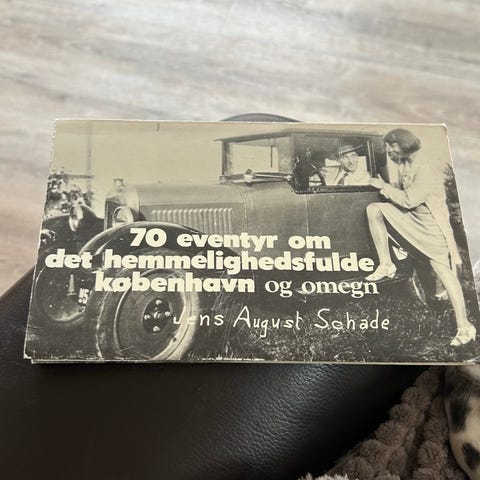 70 eventyr om
det hemmelighedsfulde
københavn og omegn
Jens August Schade